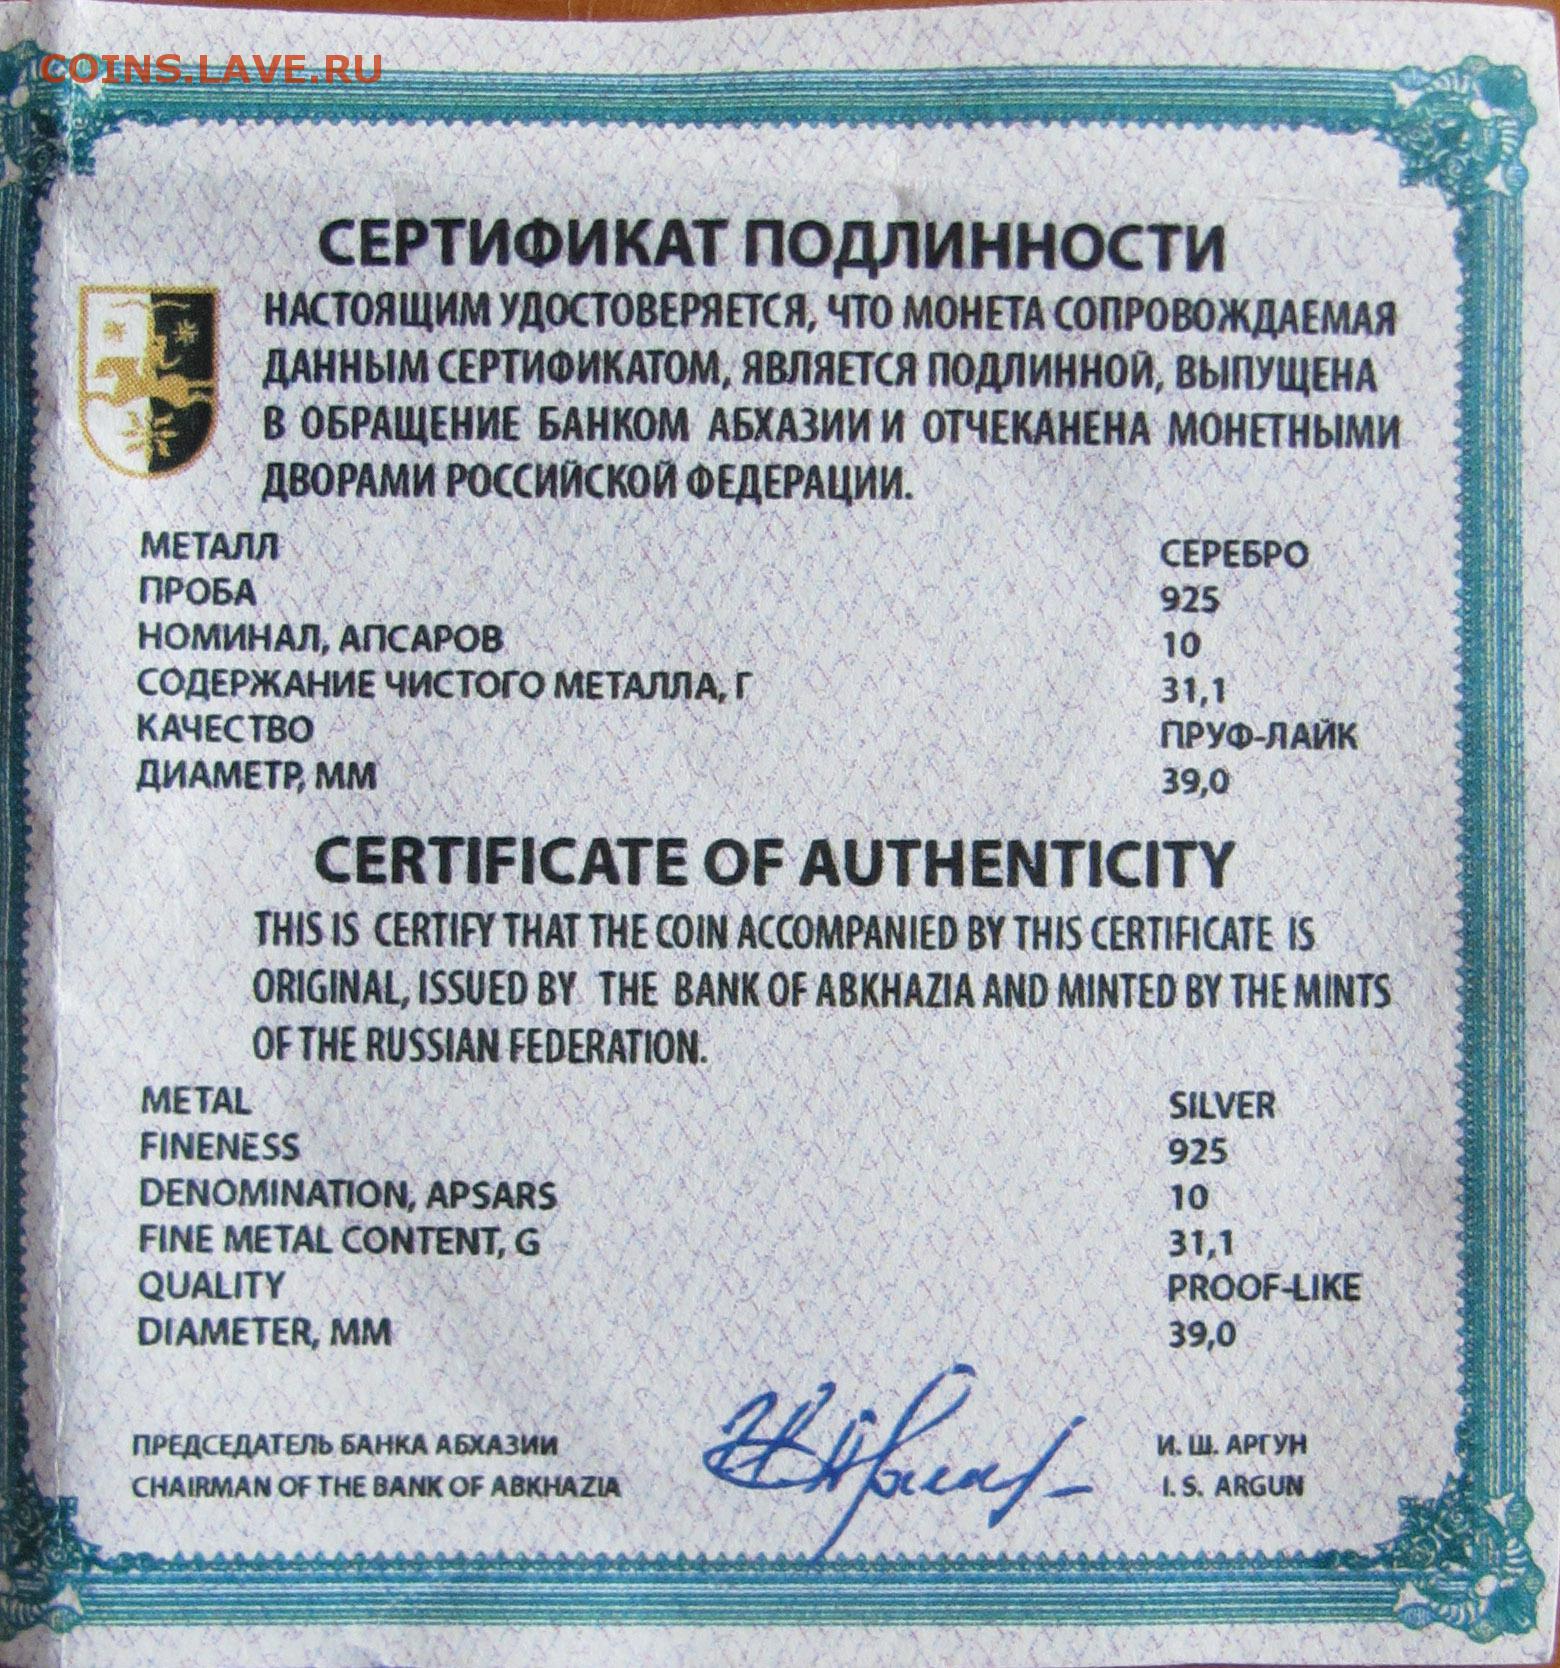 COINS.LAVE.RU
СЕРТИФИКАТ ПОДЛИННОСТИ
НАСТОЯЩИМ УДОСТОВЕРЯЕТСЯ, ЧТО МОНЕТА СОПРОВОЖДАЕМАЯ
ДАННЫМ СЕРТИФИКАТОМ, ЯВЛЯЕТСЯ ПОДЛИННОЙ, ВЫПУЩЕНА
В ОБРАЩЕНИЕ БАНКОМ АБХАЗИИ И ОТЧЕКАНЕНА МОНЕТНЫМИ
ДВОРАМИ РОССИЙСКОЙ ФЕДЕРАЦИИ.
МЕТАЛЛ СЕРЕБРО
ПРОБА 925
НОМИНАЛ, АПСАРОВ 10
СОДЕРЖАНИЕ ЧИСТОГО МЕТАЛЛА, Г 31,1
КАЧЕСТВО ПРУФ-ЛАЙК
ДИАМЕТР, ММ 39,0
CERTIFICATE OF AUTHENTICITY
THIS IS CERTIFY THAT THE COIN ACCOMPANIED BY THIS CERTIFICATE IS
ORIGINAL, ISSUED BY THE BANK OF ABKHAZIA AND MINTED BY THE MINTS
OF THE RUSSIAN FEDERATION.
METAL SILVER
FINENESS 925
DENOMINATION, APSARS 10
FINE METAL CONTENT, G 31,1
QUALITY PROOF-LIKE
DIAMETER, MM 39,0
ПРЕДСЕДАТЕЛЬ БАНКА АБХАЗИИ И. Ш. АРГУН
CHAIRMAN OF THE BANK OF ABKHAZIA I. S. ARGUN